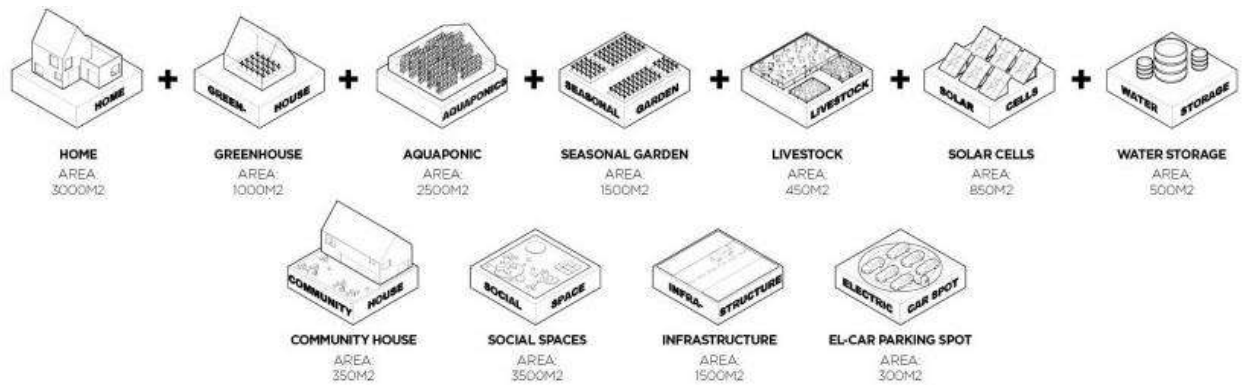 HOME
GREEN-
HOUSE
AQUAPONICS
SEASONAL
GARDEN
LIVESTOCK
SOLAR
CELLS
WATER
STORAGE
HOME
AREA:
3000M2
GREENHOUSE
AREA:
1000M2
AQUAPONIC
AREA:
2500M2
SEASONAL GARDEN
AREA:
1500M2
LIVESTOCK
AREA:
450M2
SOLAR CELLS
AREA:
850M2
WATER STORAGE
AREA:
500M2
COMMUNITY
HOUSE
SOCIAL
SPACE
INFRA-
STRUCTURE
ELECTRIC
CAR SPOT
COMMUNITY HOUSE
AREA:
350M2
SOCIAL SPACES
AREA:
3500M2
INFRASTRUCTURE
AREA:
1500M2
EL-CAR PARKING SPOT
AREA:
300M2